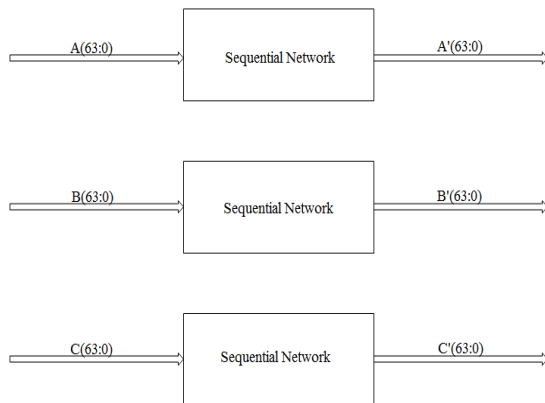 A(63:0)
Sequential Network
A'(63:0)
B(63:0)
Sequential Network
B'(63:0)
C(63:0)
Sequential Network
C'(63:0)